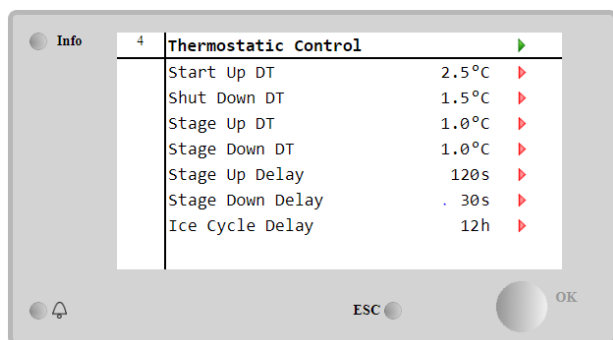 Info
4 Thermostatic Control
Start Up DT 2.5°C
Shut Down DT 1.5°C
Stage Up DT 1.0°C
Stage Down DT 1.0°C
Stage Up Delay 120s
Stage Down Delay . 30s
Ice Cycle Delay 12h
ESC
OK